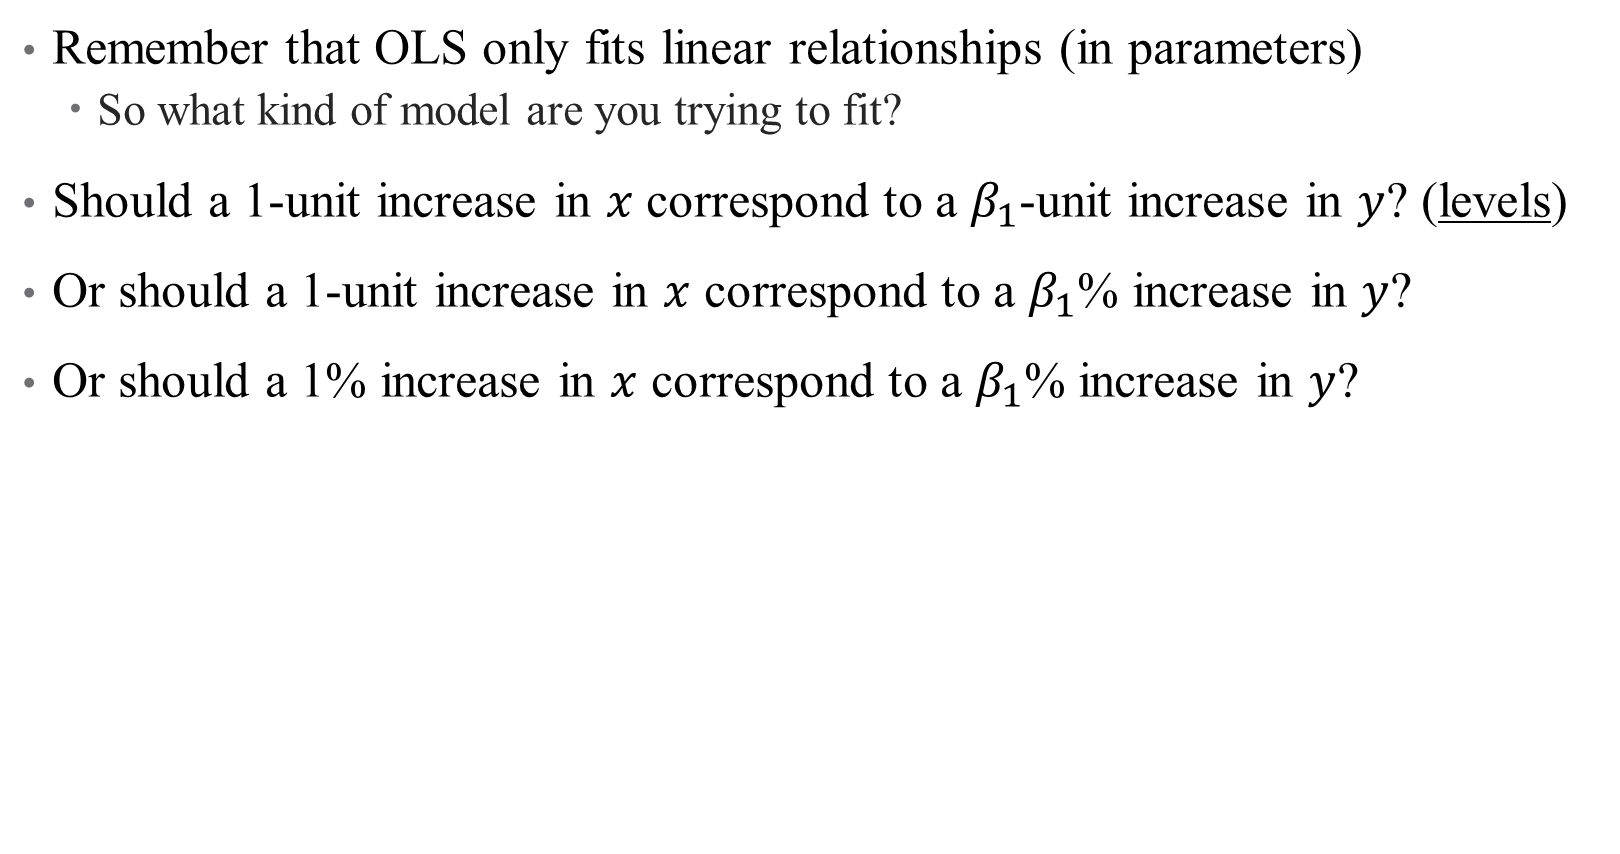 • Remember that OLS only fits linear relationships (in parameters)
• So what kind of model are you trying to fit?
• Should a 1-unit increase in 𝑥 correspond to a 𝛽₁-unit increase in 𝑦? (levels)
• Or should a 1-unit increase in 𝑥 correspond to a 𝛽₁% increase in 𝑦?
• Or should a 1% increase in 𝑥 correspond to a 𝛽₁% increase in 𝑦?